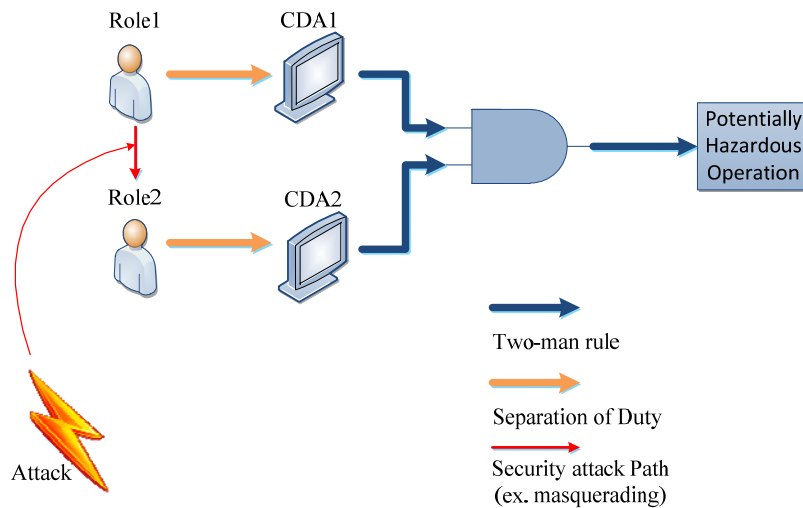 Role1
CDA1
Potentially
Hazardous
Operation
Role2
CDA2
Two-man rule
Separation of Duty
Attack
Security attack Path
(ex. masquerading)